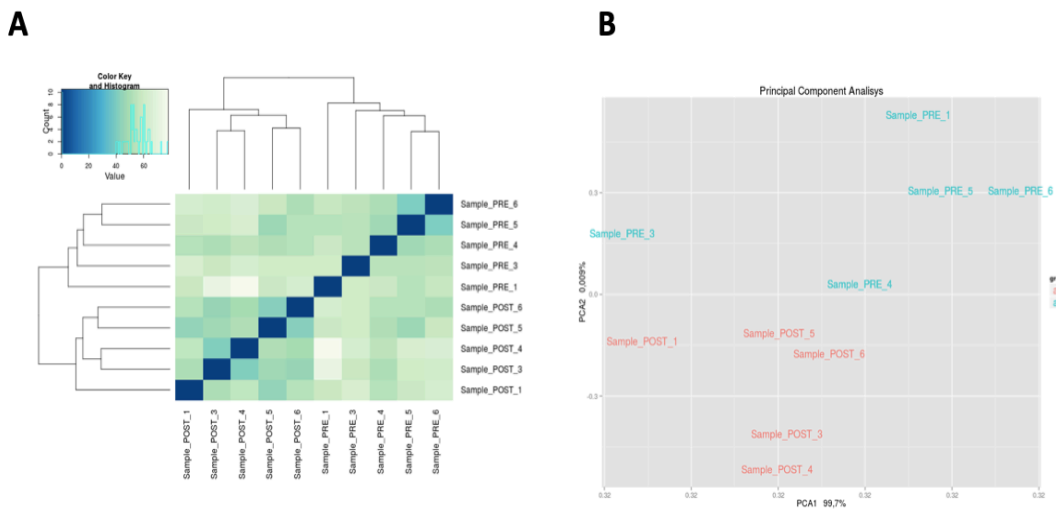 A
B
Color Key
and Histogram
Count
0 2 4 6 8 10
0 20 40 60
Value
Sample_PRE_6
Sample_PRE_5
Sample_PRE_4
Sample_PRE_3
Sample_PRE_1
Sample_POST_6
Sample_POST_5
Sample_POST_4
Sample_POST_3
Sample_POST_1
Sample_POST_1
Sample_POST_3
Sample_POST_4
Sample_POST_5
Sample_POST_6
Sample_PRE_1
Sample_PRE_3
Sample_PRE_4
Sample_PRE_5
Sample_PRE_6
Principal Component Analisys
Sample_PRE_1
Sample_PRE_5
Sample_PRE_6
Sample_PRE_3
Sample_PRE_4
Sample_POST_5
Sample_POST_1
Sample_POST_6
Sample_POST_3
Sample_POST_4
PCA2 0,009%
0.3
0.0
-0.3
0.32 0.32 0.32 0.32 0.32 0.32
PCA1 99,7%